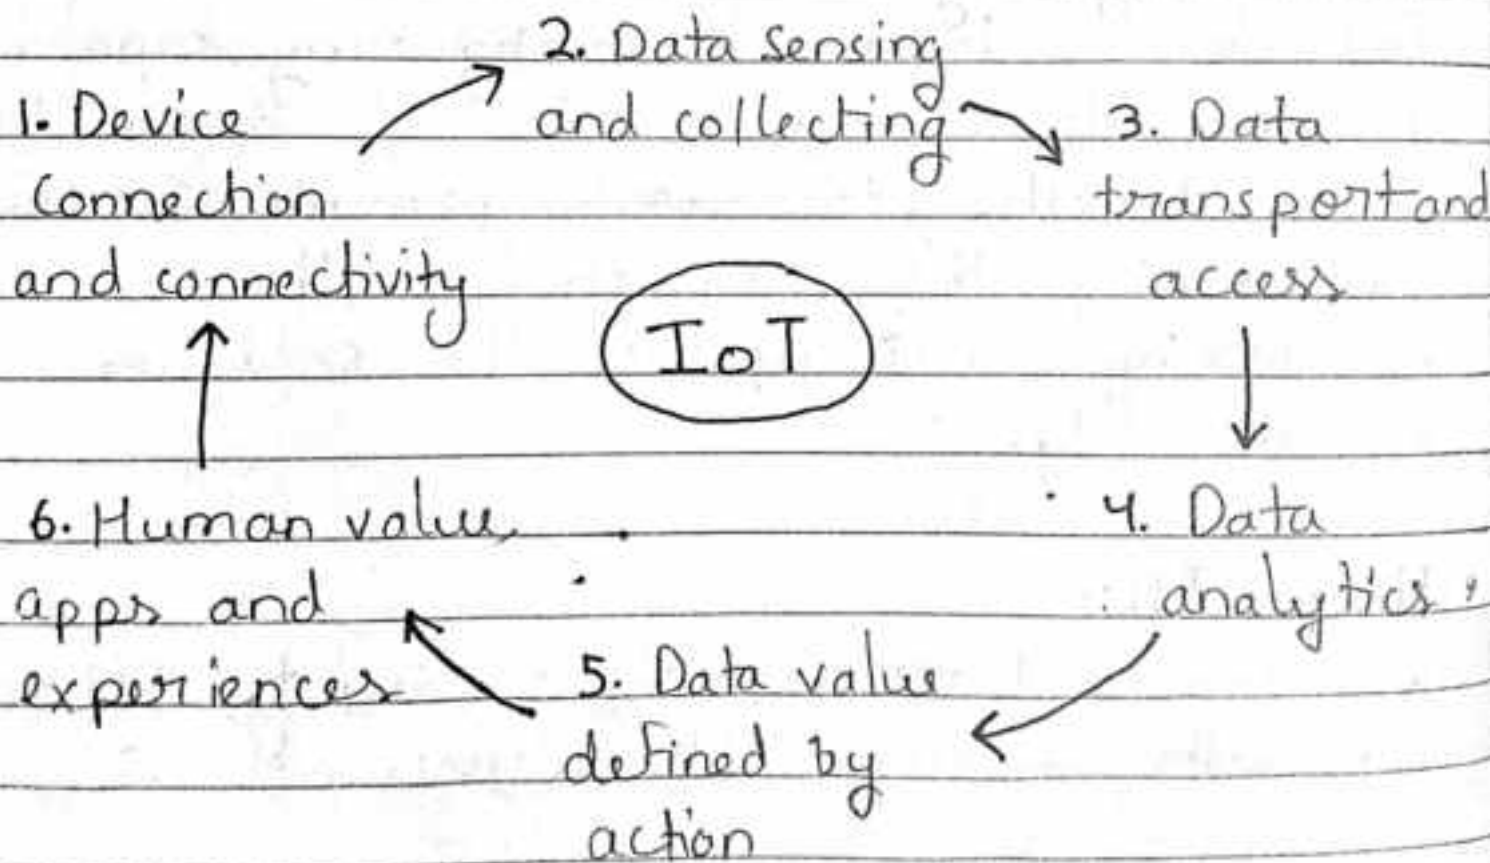 1. Device
Connection
and connectivity
2. Data sensing
and collecting
3. Data
transport and
access
IoT
4. Data
analytics
5. Data value
defined by
action
6. Human value,
apps and
experiences